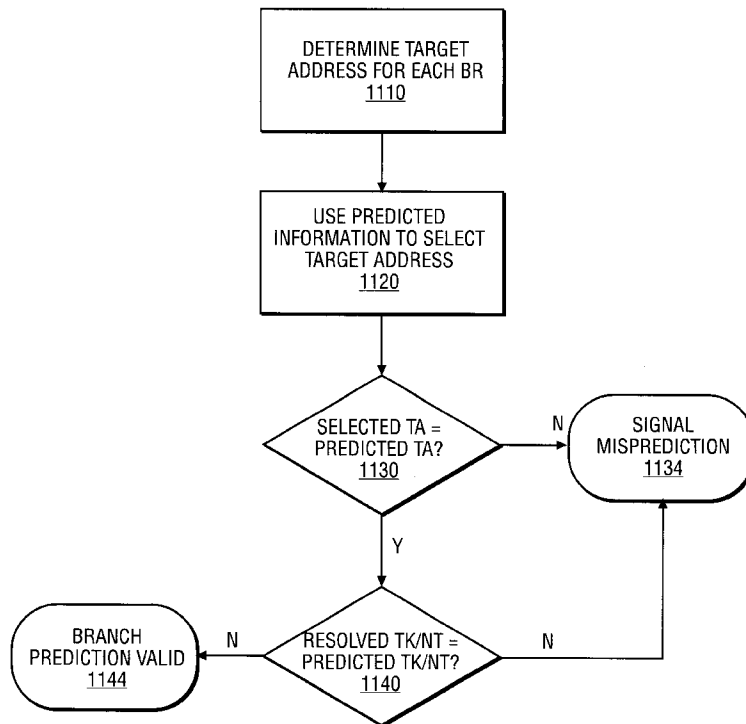 DETERMINE TARGET
ADDRESS FOR EACH BR
1110
USE PREDICTED
INFORMATION TO SELECT
TARGET ADDRESS
1120
SELECTED TA =
PREDICTED TA?
1130
N
SIGNAL
MISPREDICTION
1134
Y
BRANCH
PREDICTION VALID
1144
N
RESOLVED TK/NT =
PREDICTED TK/NT?
1140
N